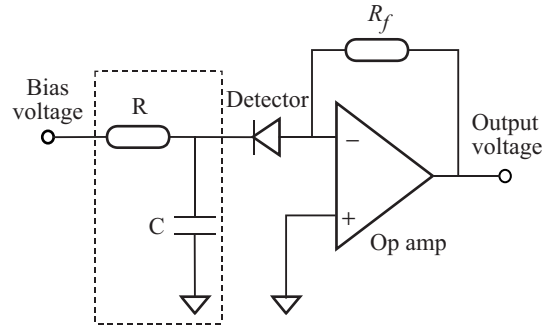 R_f
Bias
voltage
R
Detector
Output
voltage
−
+
C
Op amp